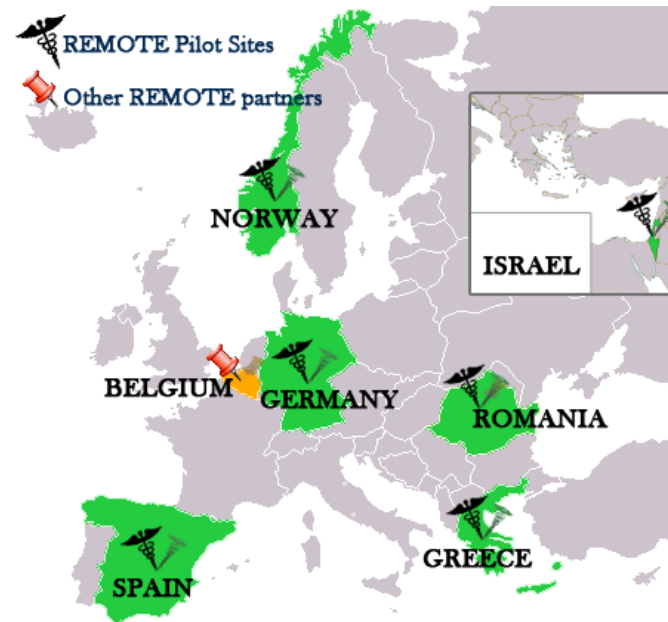 REMOTE Pilot Sites
Other REMOTE partners
NORWAY
ISRAEL
BELGIUM
GERMANY
ROMANIA
GREECE
SPAIN